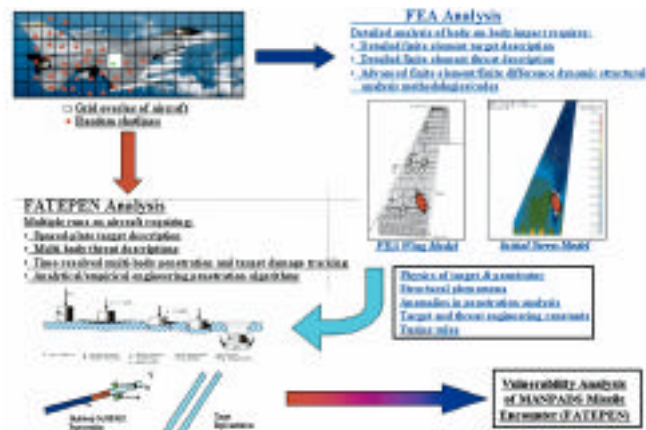 FEA Analysis
Detailed analysis of body on body impact requires:
• Detailed finite element target description
• Detailed finite element threat description
• Advanced finite element/finite difference dynamic structural
analysis methodologies/codes
Grid overlay of aircraft
Random shotlines
FATEPEN Analysis
Multiple runs on aircraft requiring:
• Spaced-plate target description
• Multi-body threat descriptions
• Time-resolved multi-body penetration and target damage tracking
• Analytical/empirical engineering penetration algorithms
FEA Wing Model
Initial Stress Model
Physics of target & penetrator
Structural phenomena
Anomalies in penetration analysis
Target and threat engineering constants
Fuzing rules
Target
Vulnerability Analysis
of MANPADS Missile
Encounter (FATEPEN)